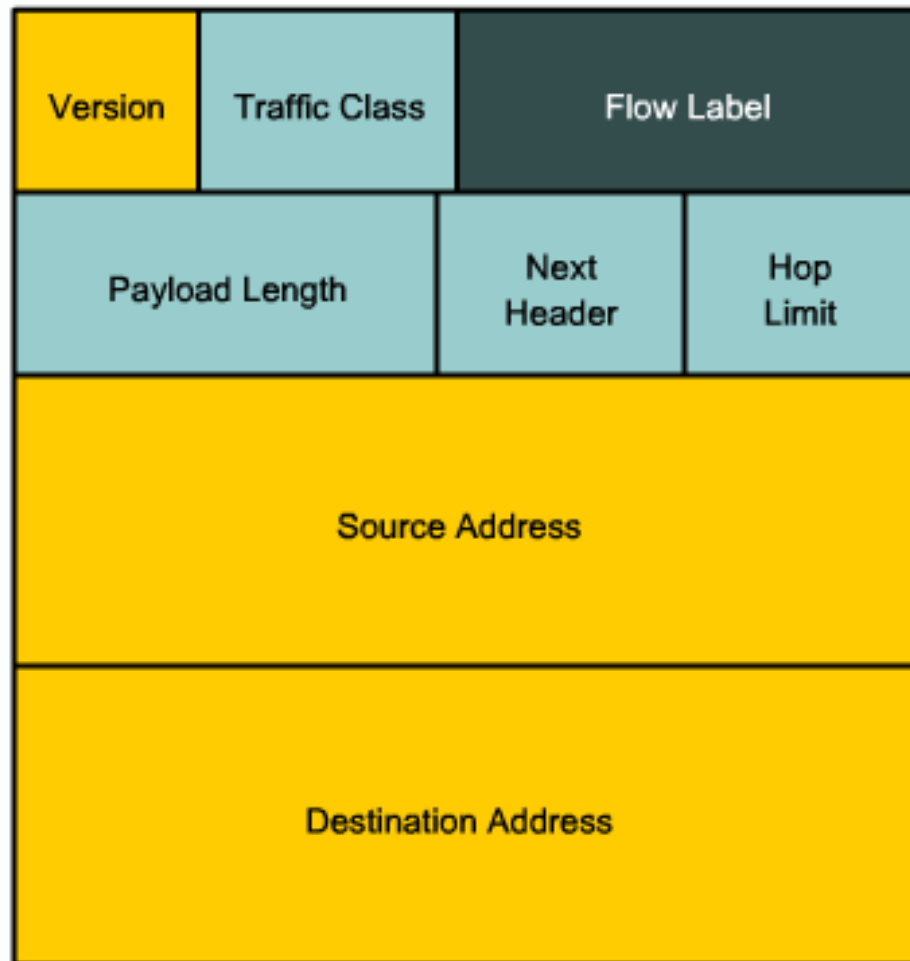 Version
Traffic Class
Flow Label
Payload Length
Next
Header
Hop
Limit
Source Address
Destination Address